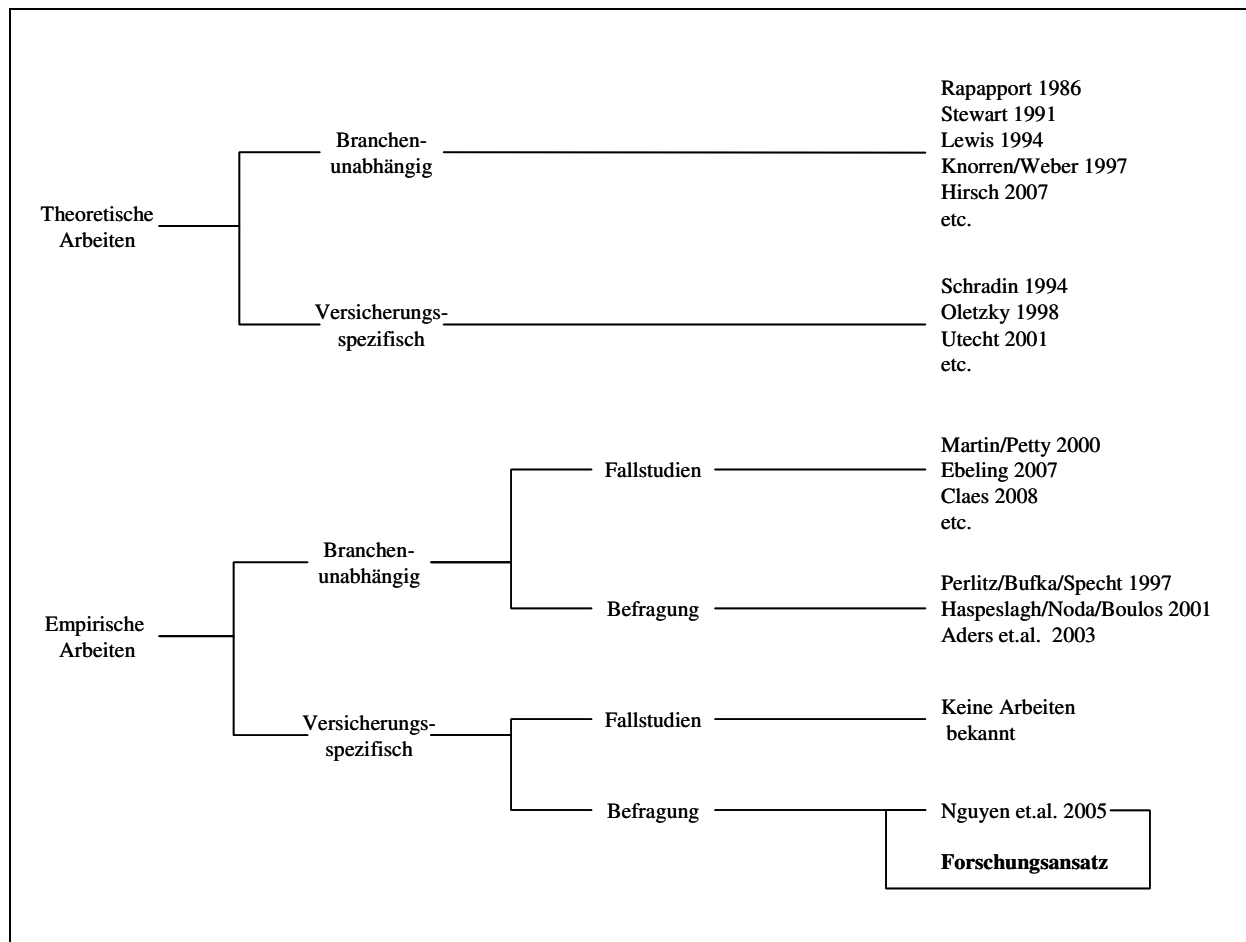 Theoretische
Arbeiten
Branchen-
unabhängig
Rapapport 1986
Stewart 1991
Lewis 1994
Knorren/Weber 1997
Hirsch 2007
etc.
Versicherungs-
spezifisch
Schradin 1994
Oletzky 1998
Utecht 2001
etc.
Empirische
Arbeiten
Branchen-
unabhängig
Fallstudien
Martin/Petty 2000
Ebeling 2007
Claes 2008
etc.
Befragung
Perlitz/Bufka/Specht 1997
Haspeslagh/Noda/Boulos 2001
Aders et.al. 2003
Versicherungs-
spezifisch
Fallstudien
Keine Arbeiten
bekannt
Befragung
Nguyen et.al. 2005
Forschungsansatz